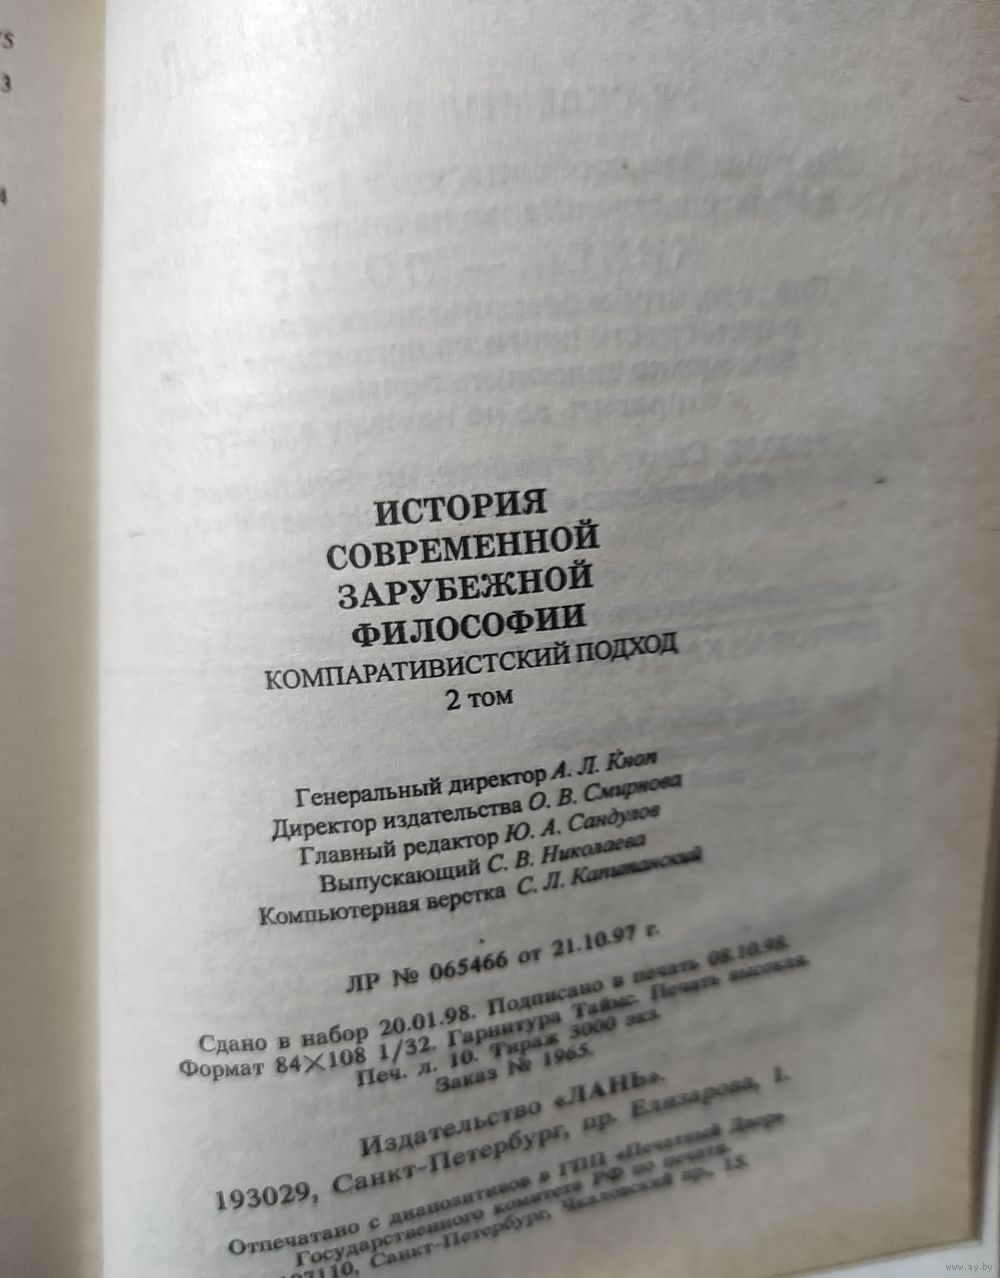 ИСТОРИЯ
СОВРЕМЕННОЙ
ЗАРУБЕЖНОЙ
ФИЛОСОФИИ
КОМПАРАТИВИСТСКИЙ ПОДХОД
2 том
Генеральный директор А. Л. Кноп
Директор издательства О. В. Смирнова
Главный редактор Ю. А. Сандулов
Выпускающий С. В. Николаева
Компьютерная верстка С. Л. Капитанский
ЛР № 065466 от 21.10.97 г.
Сдано в набор 20.01.98. Подписано в печать 08.10.98.
Формат 84×108 1/32. Гарнитура Таймс. Печать высокая.
Печ. л. 10. Тираж 3000 экз.
Заказ № 1965.
Издательство «ЛАНЬ».
193029, Санкт-Петербург, пр. Елизарова, 1.
Отпечатано с диапозитивов в ГПП «Печатный Двор»
Государственного комитета РФ по печати.
197110, Санкт-Петербург, Чкаловский пр., 15.
www.ay.by